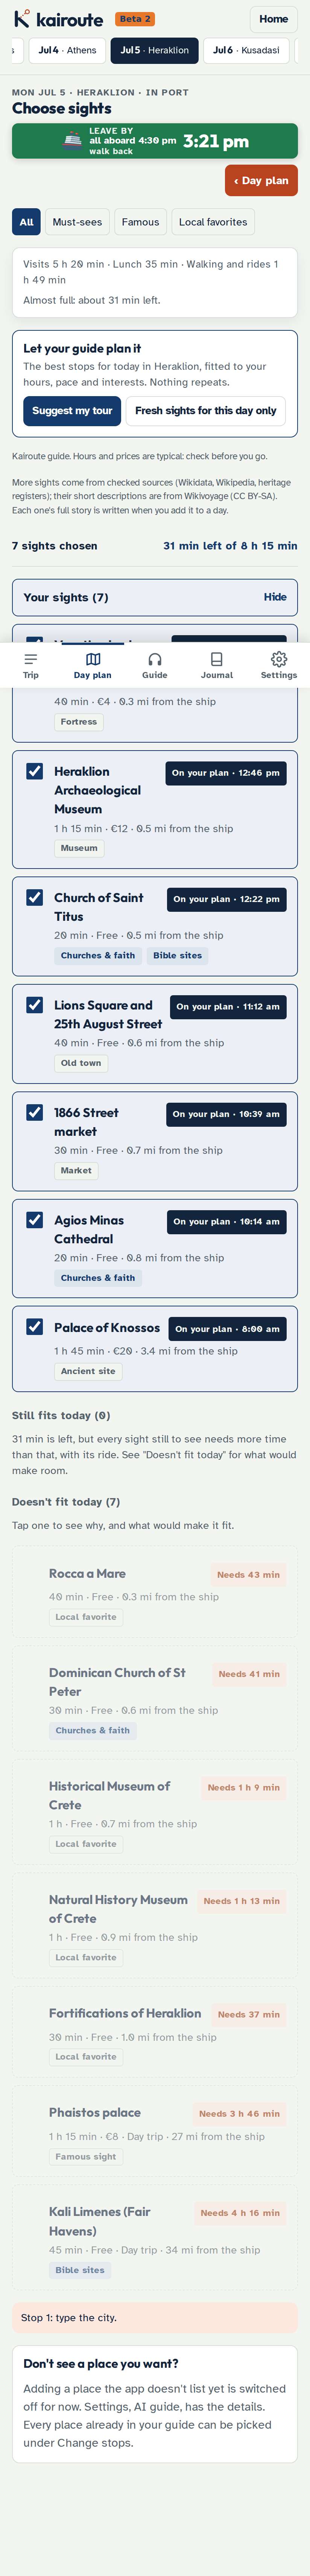 kairoute Beta 2 Home
s Jul 4 · Athens Jul 5 · Heraklion Jul 6 · Kusadasi
MON JUL 5 · HERAKLION · IN PORT
Choose sights
LEAVE BY
all aboard 4:30 pm
walk back
3:21 pm
‹ Day plan
All Must-sees Famous Local favorites
Visits 5 h 20 min · Lunch 35 min · Walking and rides 1
h 49 min
Almost full: about 31 min left.
Let your guide plan it
The best stops for today in Heraklion, fitted to your
hours, pace and interests. Nothing repeats.
Suggest my tour Fresh sights for this day only
Kairoute guide. Hours and prices are typical: check before you go.
More sights come from checked sources (Wikidata, Wikipedia, heritage
registers); their short descriptions are from Wikivoyage (CC BY-SA).
Each one's full story is written when you add it to a day.
7 sights chosen 31 min left of 8 h 15 min
Your sights (7) Hide
Trip Day plan Guide Journal Settings
40 min · €4 · 0.3 mi from the ship
Fortress
Heraklion
Archaeological
Museum
On your plan · 12:46 pm
1 h 15 min · €12 · 0.5 mi from the ship
Museum
Church of Saint
Titus
On your plan · 12:22 pm
20 min · Free · 0.5 mi from the ship
Churches & faith Bible sites
Lions Square and
25th August Street
On your plan · 11:12 am
40 min · Free · 0.6 mi from the ship
Old town
1866 Street
market
On your plan · 10:39 am
30 min · Free · 0.7 mi from the ship
Market
Agios Minas
Cathedral
On your plan · 10:14 am
20 min · Free · 0.8 mi from the ship
Churches & faith
Palace of Knossos On your plan · 8:00 am
1 h 45 min · €20 · 3.4 mi from the ship
Ancient site
Still fits today (0)
31 min is left, but every sight still to see needs more time
than that, with its ride. See "Doesn't fit today" for what would
make room.
Doesn't fit today (7)
Tap one to see why, and what would make it fit.
Rocca a Mare Needs 43 min
40 min · Free · 0.3 mi from the ship
Local favorite
Dominican Church of St
Peter
Needs 41 min
30 min · Free · 0.6 mi from the ship
Churches & faith
Historical Museum of
Crete
Needs 1 h 9 min
1 h · Free · 0.7 mi from the ship
Local favorite
Natural History Museum
of Crete
Needs 1 h 13 min
1 h · Free · 0.9 mi from the ship
Local favorite
Fortifications of Heraklion Needs 37 min
30 min · Free · 1.0 mi from the ship
Local favorite
Phaistos palace Needs 3 h 46 min
1 h 15 min · €8 · Day trip · 27 mi from the ship
Famous sight
Kali Limenes (Fair
Havens)
Needs 4 h 16 min
45 min · Free · Day trip · 34 mi from the ship
Bible sites
Stop 1: type the city.
Don't see a place you want?
Adding a place the app doesn't list yet is switched
off for now. Settings, AI guide, has the details.
Every place already in your guide can be picked
under Change stops.